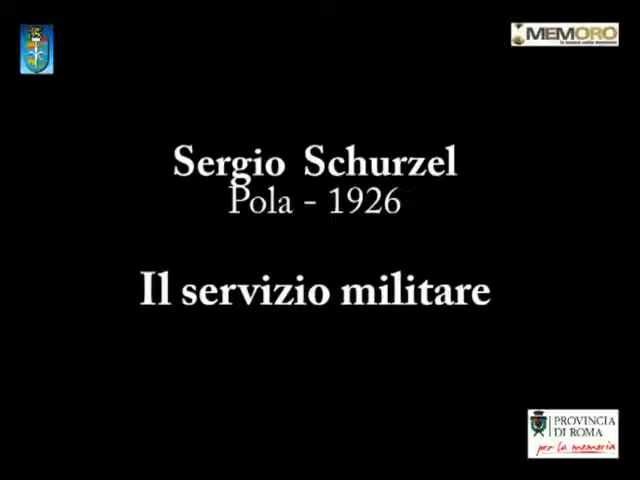 MEMORO
Sergio Schurzel
Pola - 1926
Il servizio militare
PROVINCIA
DI ROMA
per la memoria